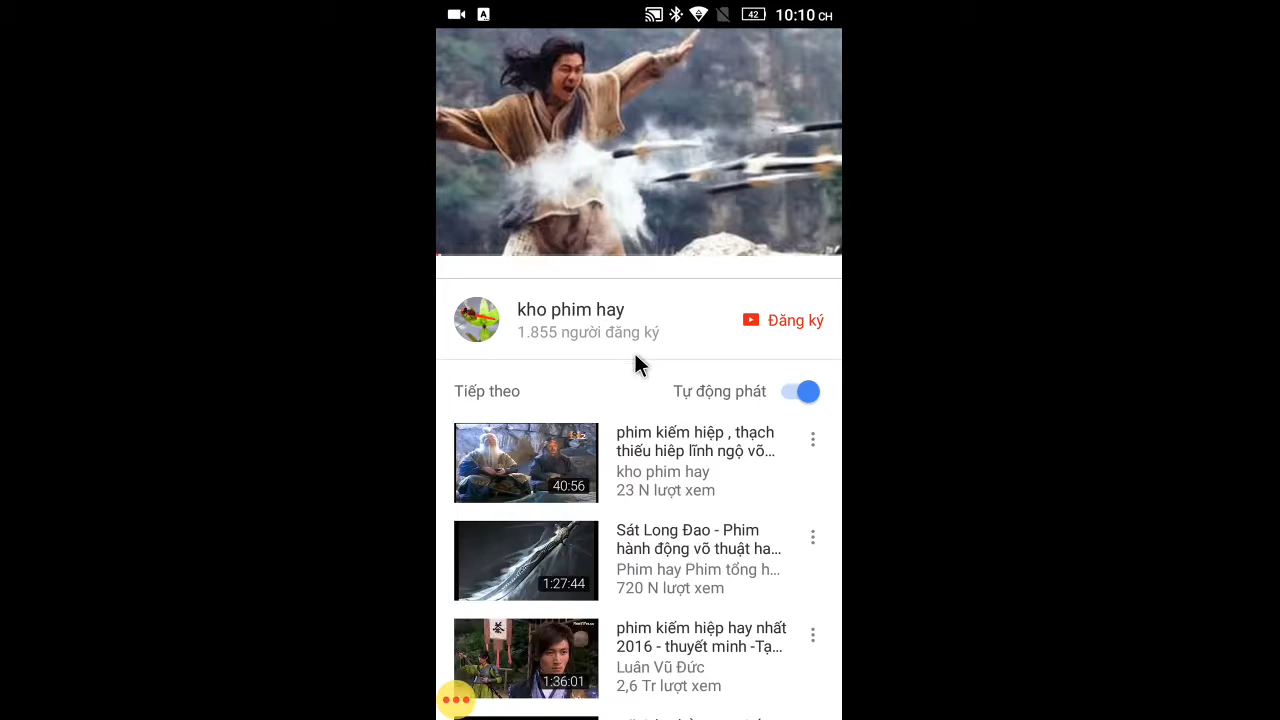 A
42
10:10 CH
kho phim hay
1.855 người đăng ký
Đăng ký
Tiếp theo
Tự động phát
phim kiếm hiệp , thạch
thiếu hiêp lĩnh ngộ võ...
kho phim hay
23 N lượt xem
40:56
Sát Long Đao - Phim
hành động võ thuật ha...
Phim hay Phim tổng h...
720 N lượt xem
1:27:44
phim kiếm hiệp hay nhất
2016 - thuyết minh -Tạ...
Luân Vũ Đức
2,6 Tr lượt xem
1:36:01